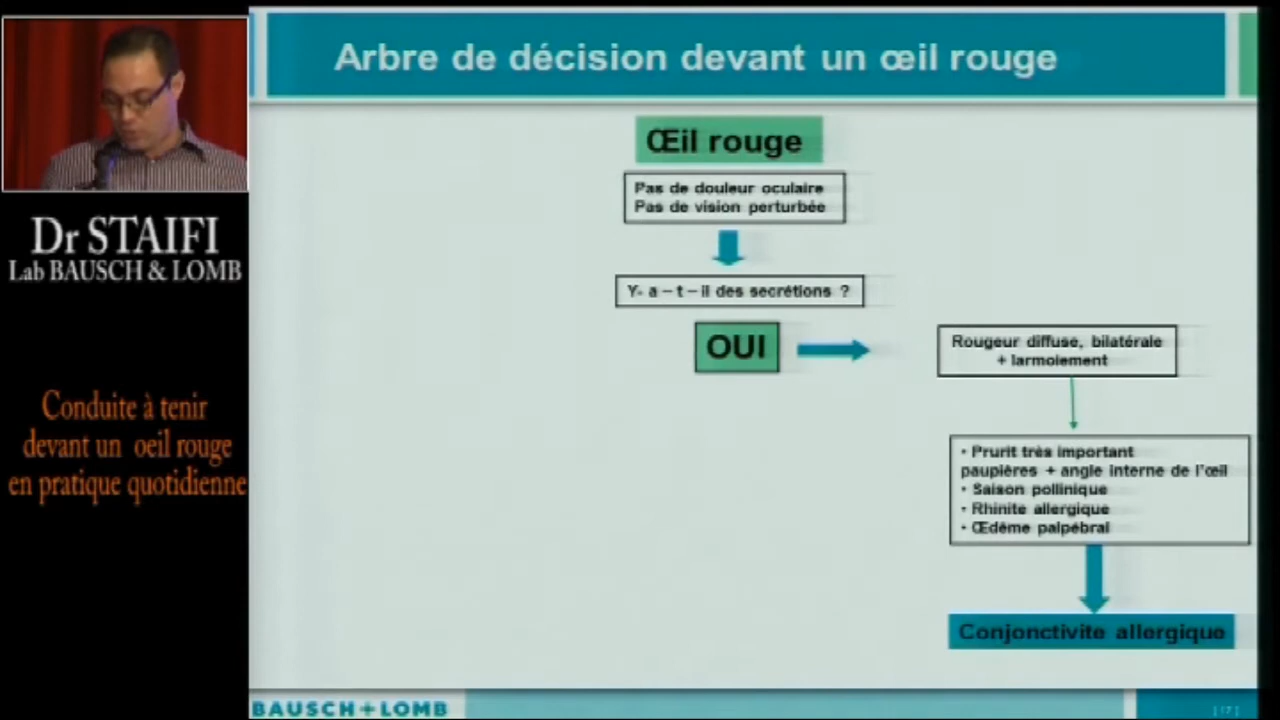 Arbre de décision devant un œil rouge
Œil rouge
Pas de douleur oculaire
Pas de vision perturbée
Y- a – t – il des secrétions ?
OUI
Rougeur diffuse, bilatérale
+ larmoiement
• Prurit très important
paupières + angle interne de l'œil
• Saison pollinique
• Rhinite allergique
• Œdême palpébral
Conjonctivite allergique
Dr STAIFI
Lab BAUSCH & LOMB
Conduite à tenir
devant un oeil rouge
en pratique quotidienne
BAUSCH+LOMB
[17]